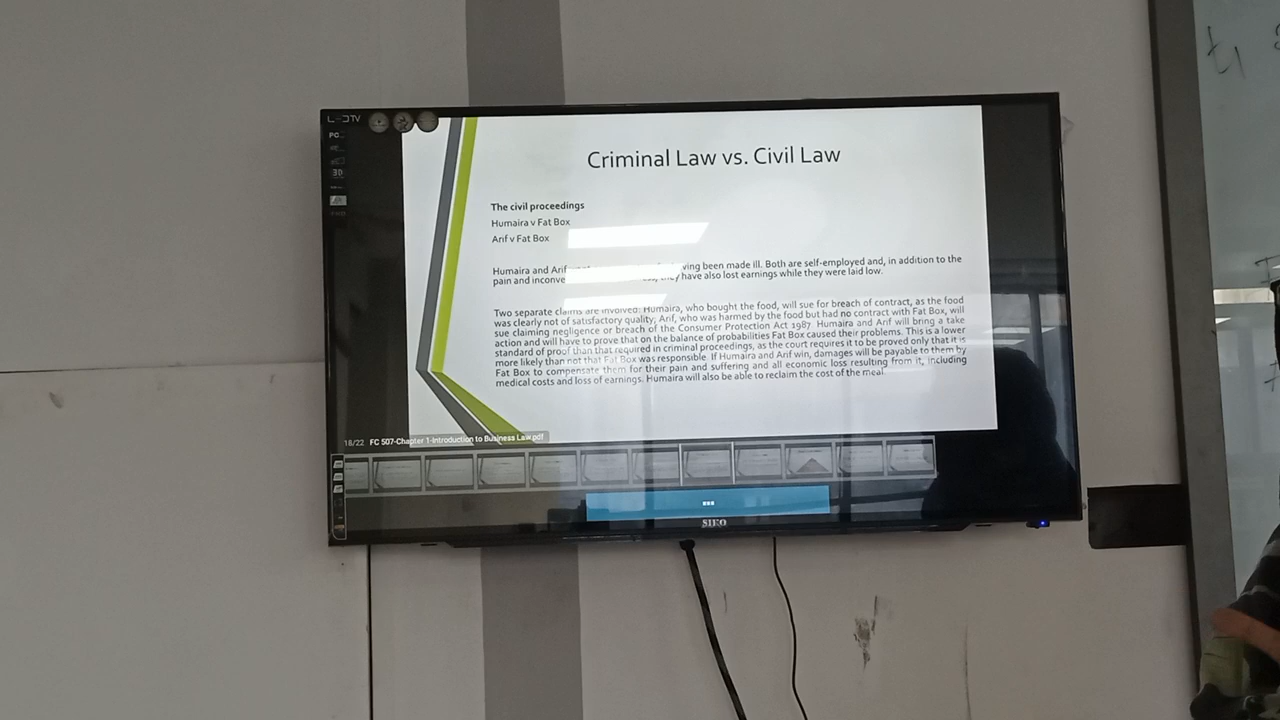 PC
3D
Criminal Law vs. Civil Law
The civil proceedings
Humaira v Fat Box
Arif v Fat Box
Humaira and Arif ving been made ill. Both are self-employed and, in addition to the
pain and inconve they have also lost earnings while they were laid low.
Two separate claims are involved: Humaira, who bought the food, will sue for breach of contract, as the food
was clearly not of satisfactory quality; Arif, who was harmed by the food but had no contract with Fat Box, will
sue claiming negligence or breach of the Consumer Protection Act 1987. Humaira and Arif will bring a take
action and will have to prove that on the balance of probabilities Fat Box caused their problems. This is a lower
standard of proof than that required in criminal proceedings, as the court requires it to be proved only that it is
more likely than not that Fat Box was responsible. If Humaira and Arif win, damages will be payable to them by
Fat Box to compensate them for their pain and suffering and all economic loss resulting from it, including
medical costs and loss of earnings. Humaira will also be able to reclaim the cost of the meal.
18/22 FC 507-Chapter 1-Introduction to Business Law.pdf